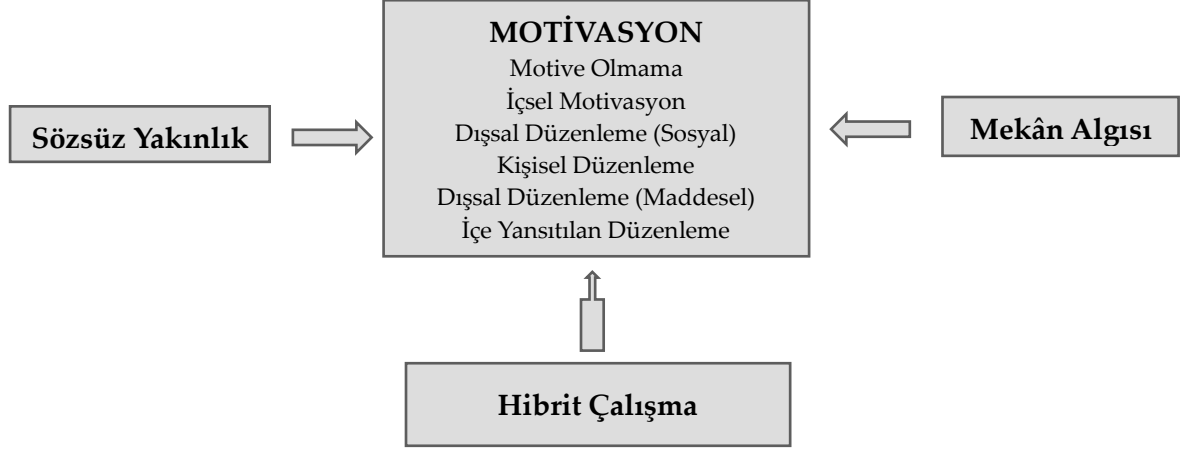 MOTİVASYON
Motive Olmama
İçsel Motivasyon
Dışsal Düzenleme (Sosyal)
Kişisel Düzenleme
Dışsal Düzenleme (Maddesel)
İçe Yansıtılan Düzenleme
Sözsüz Yakınlık
Mekân Algısı
Hibrit Çalışma